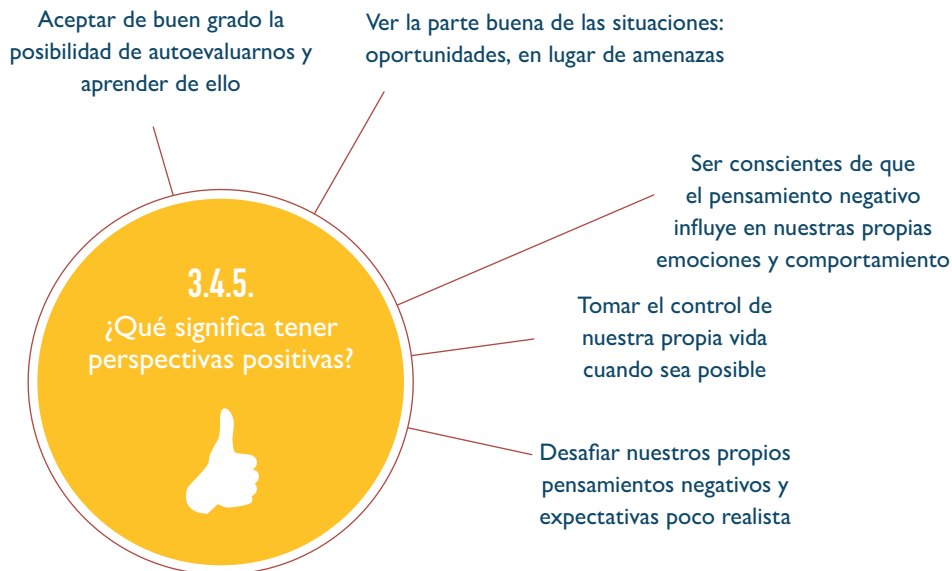 Aceptar de buen grado la
posibilidad de autoevaluarnos y
aprender de ello
Ver la parte buena de las situaciones:
oportunidades, en lugar de amenazas
Ser conscientes de que
el pensamiento negativo
influye en nuestras propias
emociones y comportamiento
3.4.5.
¿Qué significa tener
perspectivas positivas?
Tomar el control de
nuestra propia vida
cuando sea posible
Desafiar nuestros propios
pensamientos negativos y
expectativas poco realista